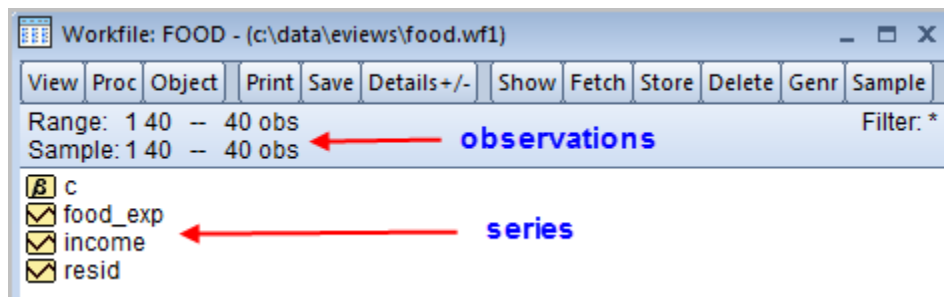 Workfile: FOOD - (c:\data\eviews\food.wf1)
View Proc Object Print Save Details+/- Show Fetch Store Delete Genr Sample
Range: 1 40 -- 40 obs Filter: *
Sample: 1 40 -- 40 obs observations
β c
food_exp
income series
resid